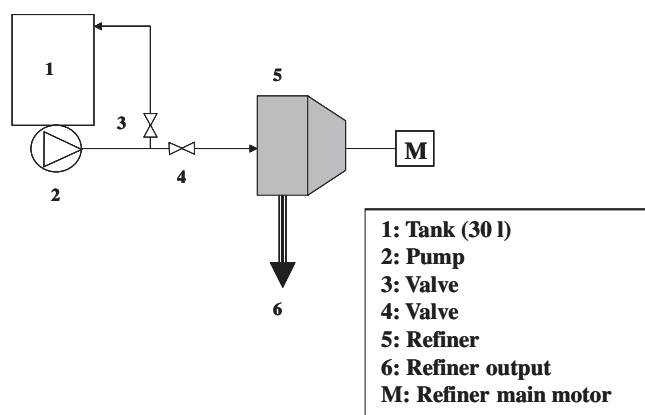 5
1
3
M
4
2
6
1: Tank (30 l)
2: Pump
3: Valve
4: Valve
5: Refiner
6: Refiner output
M: Refiner main motor